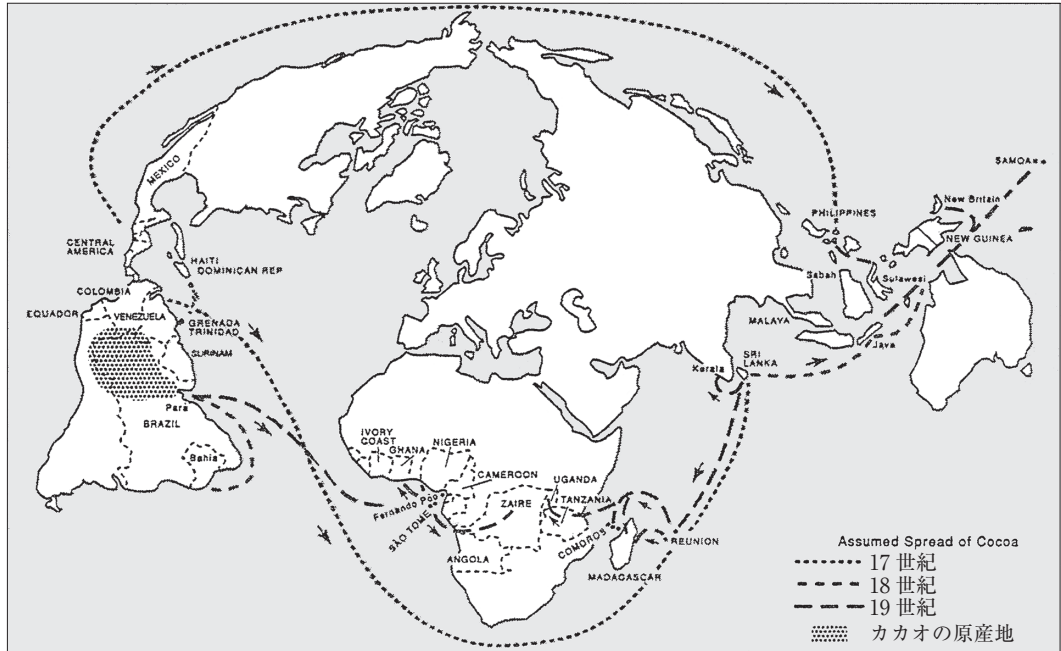 SAMOA
New Britain
PHILIPPINES
NEW GUINEA
MEXICO
CENTRAL
AMERICA
HAITI
DOMINICAN REP
Sabah
Sulawesi
COLOMBIA
EQUADOR
VENEZUELA
GRENADA
TRINIDAD
MALAYA
Java
SURINAM
Kerala
SRI
LANKA
Para
BRAZIL
Bahia
IVORY
COAST
GHANA
NIGERIA
CAMEROON
UGANDA
Fernando Póo
ZAIRE
TANZANIA
SÃO TOME
COMOROS
REUNION
ANGOLA
MADAGASCAR
Assumed Spread of Cocoa
17 世紀
18 世紀
19 世紀
カカオの原産地